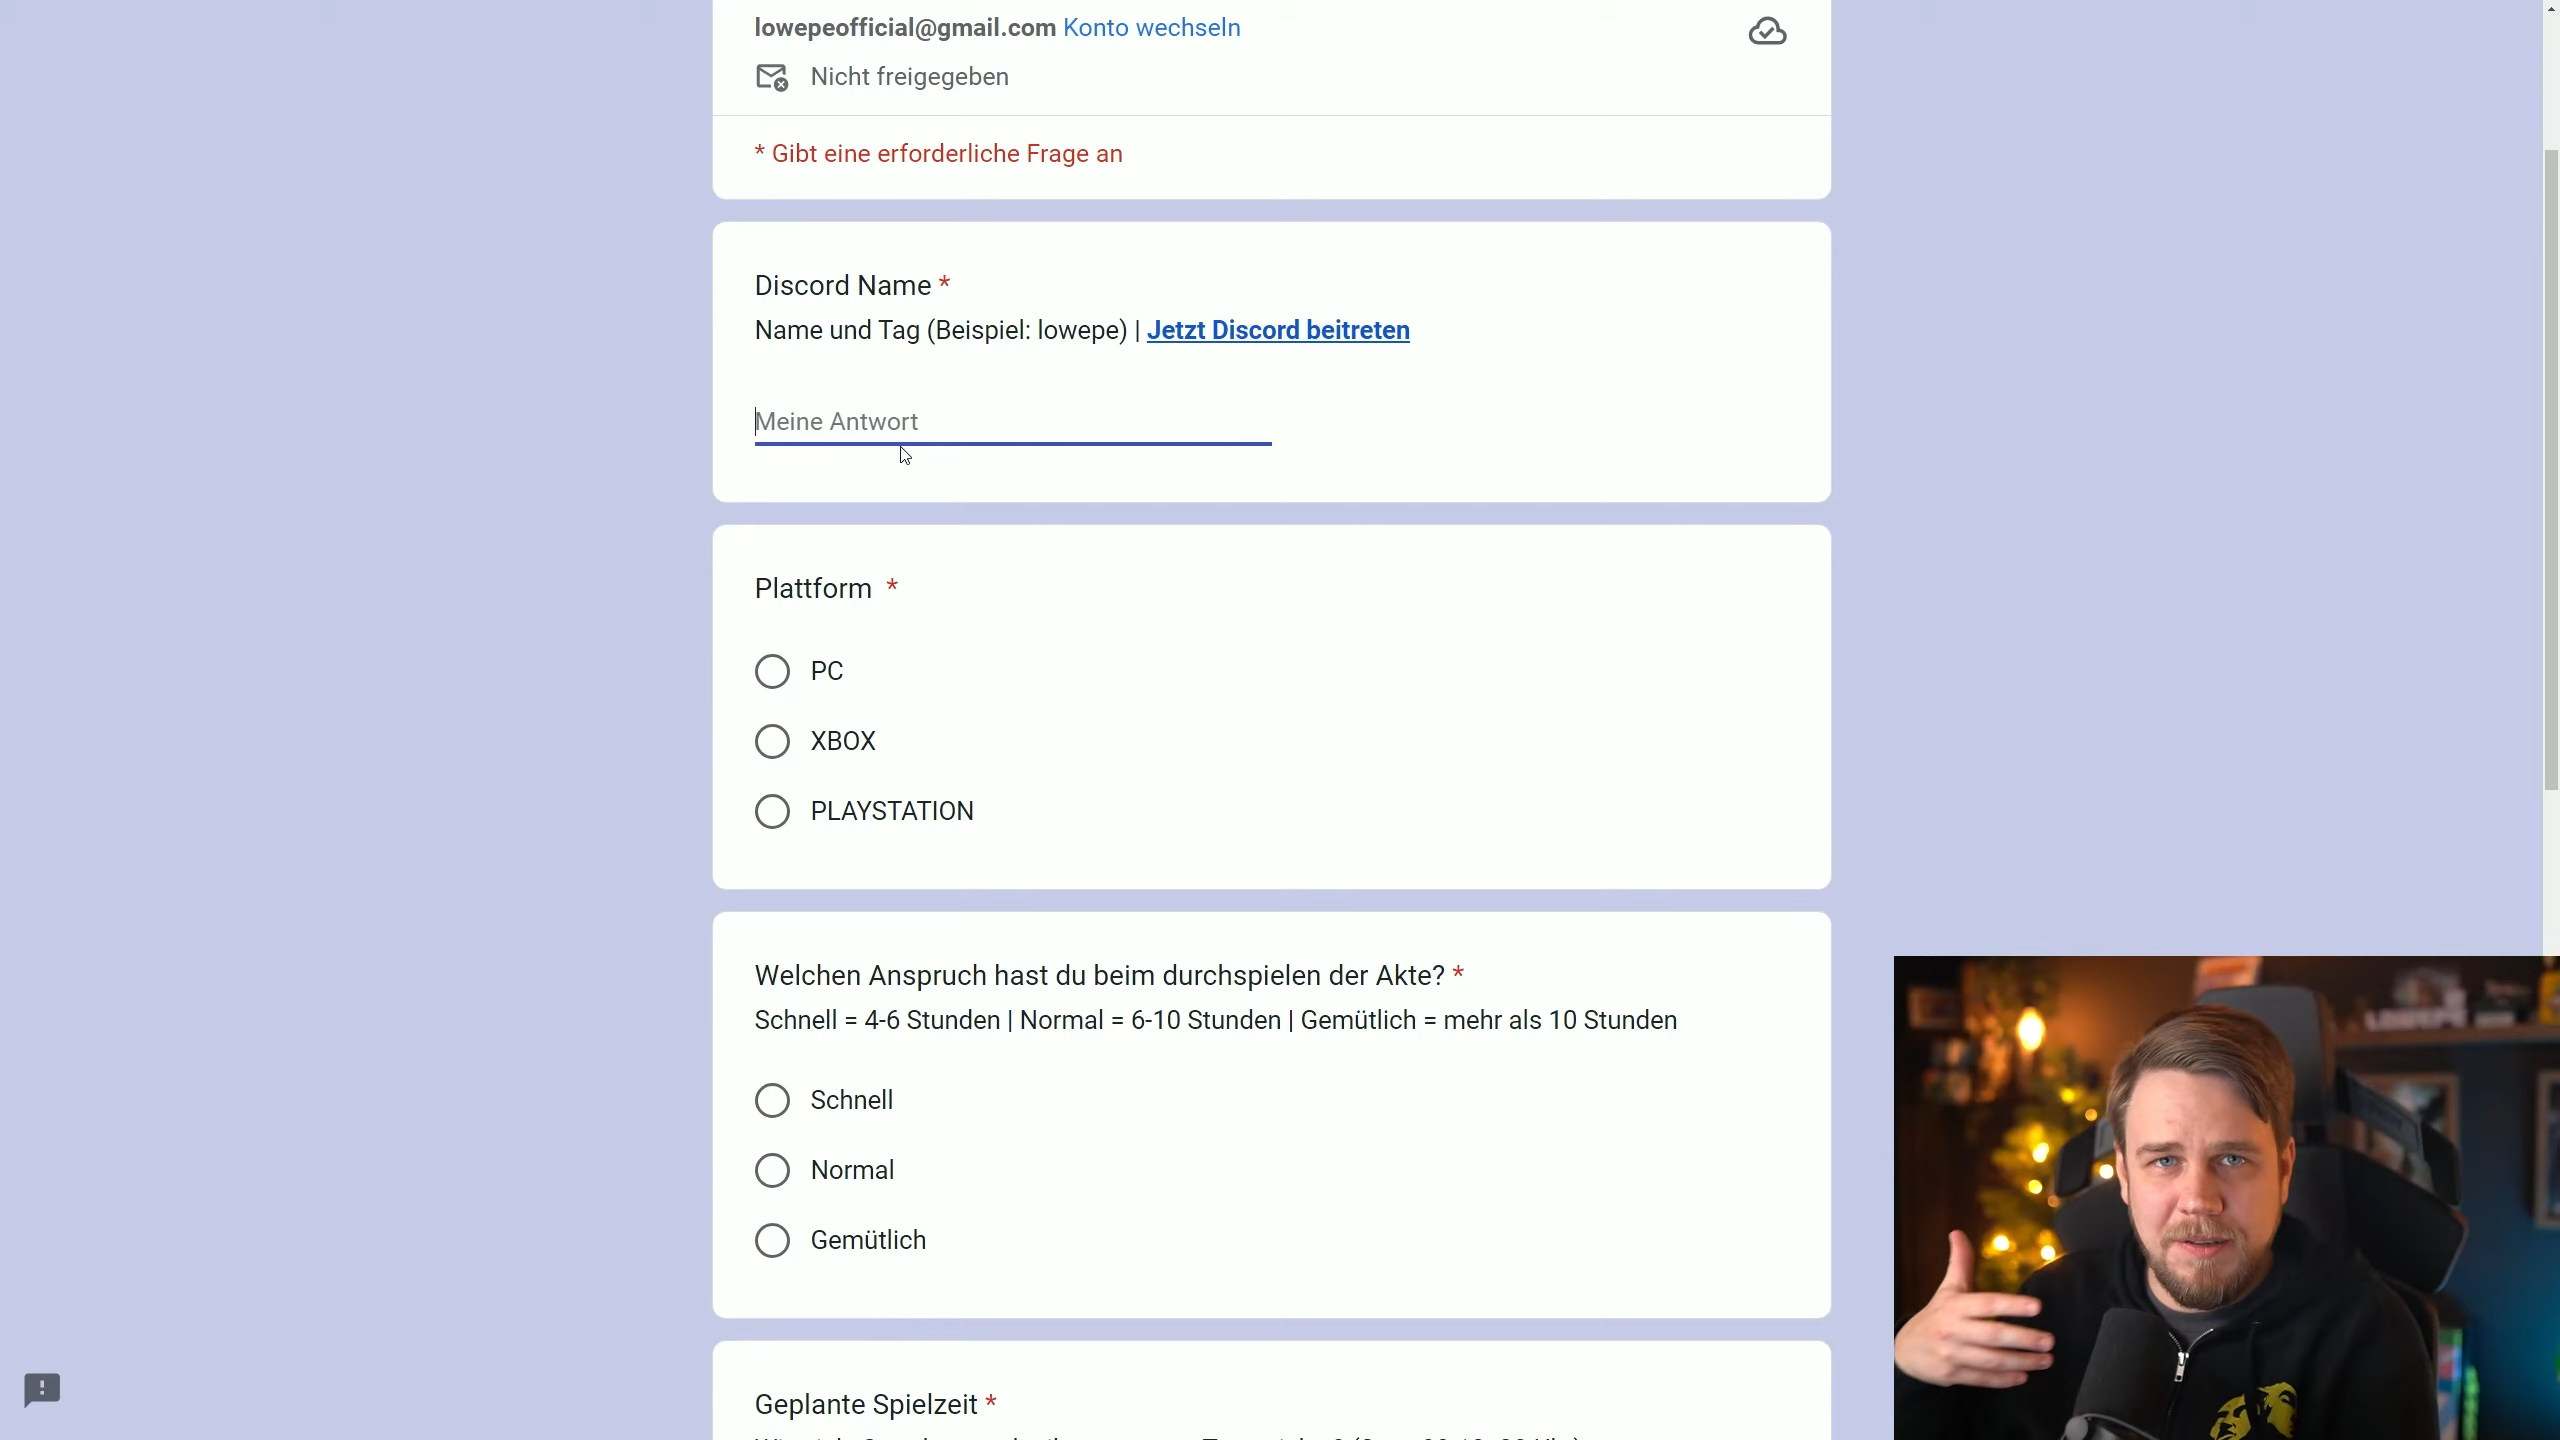 lowepeofficial@gmail.com Konto wechseln
Nicht freigegeben
* Gibt eine erforderliche Frage an
Discord Name *
Name und Tag (Beispiel: lowepe) | Jetzt Discord beitreten
Meine Antwort
Plattform *
PC
XBOX
PLAYSTATION
Welchen Anspruch hast du beim durchspielen der Akte? *
Schnell = 4-6 Stunden | Normal = 6-10 Stunden | Gemütlich = mehr als 10 Stunden
Schnell
Normal
Gemütlich
Geplante Spielzeit *